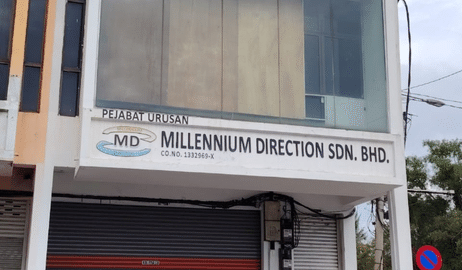 PEJABAT URUSAN
MD
MILLENNIUM DIRECTION SDN. BHD.
CO.NO. 1332969-X